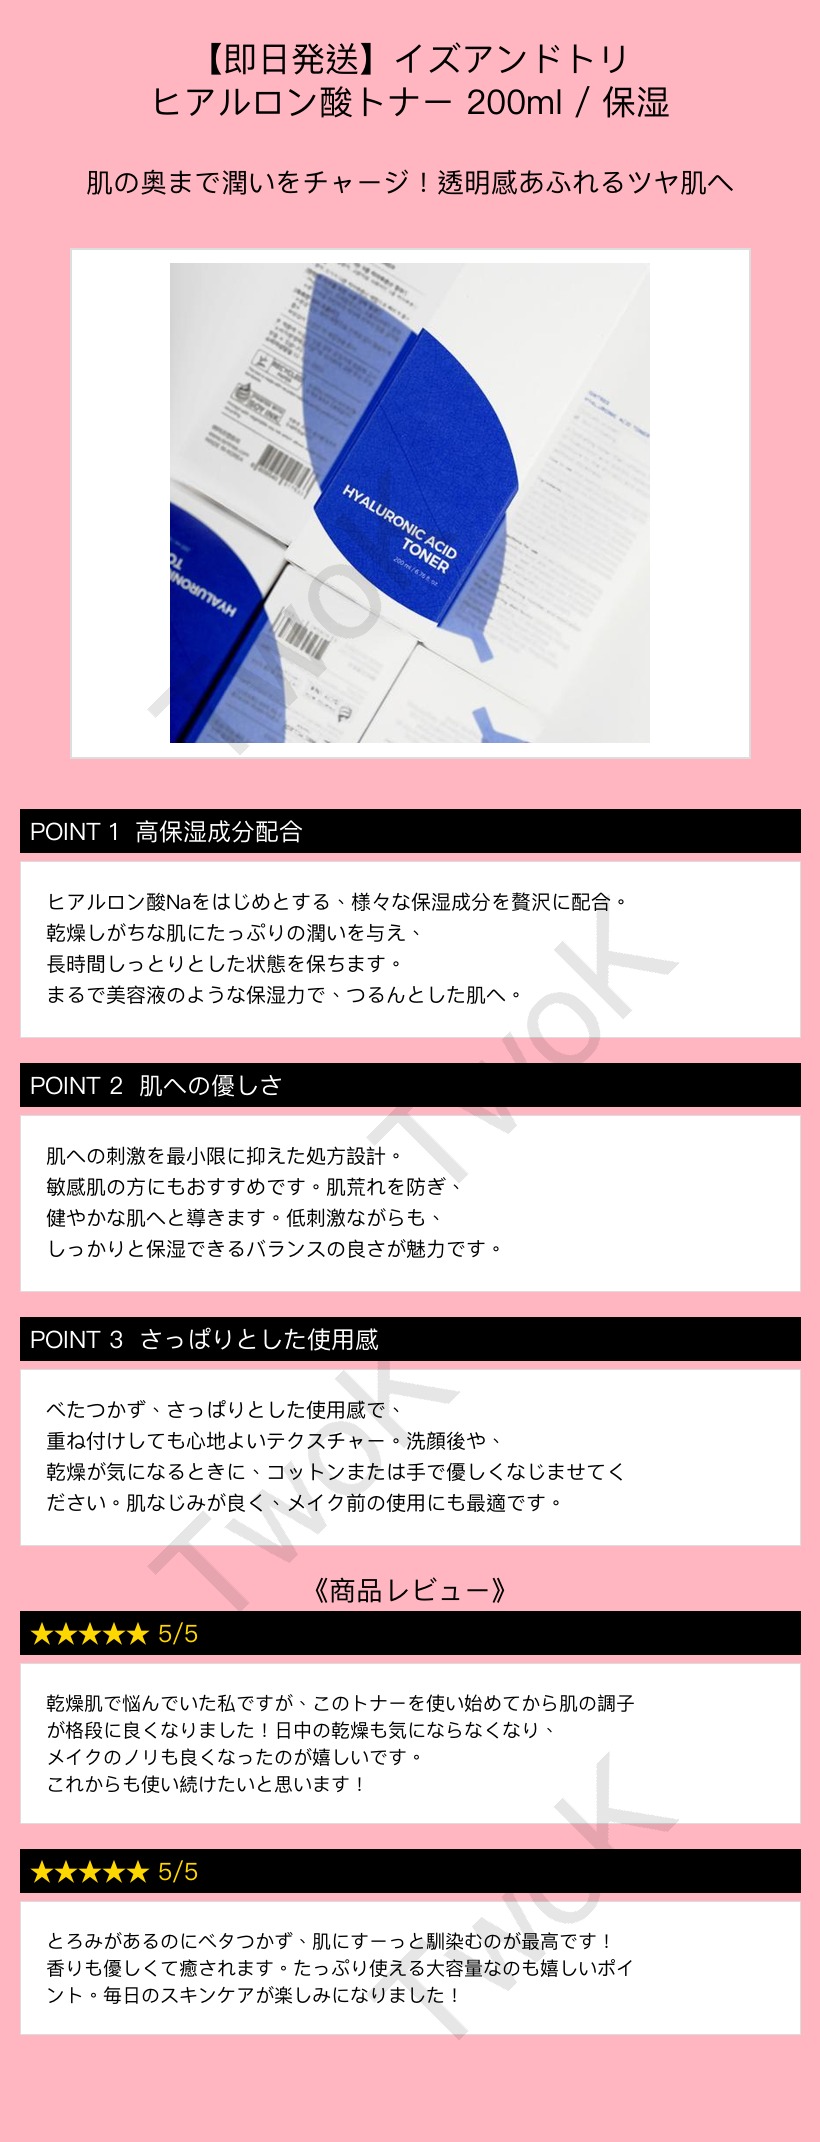 【即日発送】イズアンドトリ
ヒアルロン酸トナー 200ml / 保湿
肌の奥まで潤いをチャージ！透明感あふれるツヤ肌へ
HYALURONIC ACID
TONER
200 ml / 6.76 fl. oz
HYALURONIC
TO
HYALURONIC ACID TONER
POINT 1 高保湿成分配合
ヒアルロン酸Naをはじめとする、様々な保湿成分を贅沢に配合。
乾燥しがちな肌にたっぷりの潤いを与え、
長時間しっとりとした状態を保ちます。
まるで美容液のような保湿力で、つるんとした肌へ。
POINT 2 肌への優しさ
肌への刺激を最小限に抑えた処方設計。
敏感肌の方にもおすすめです。肌荒れを防ぎ、
健やかな肌へと導きます。低刺激ながらも、
しっかりと保湿できるバランスの良さが魅力です。
POINT 3 さっぱりとした使用感
べたつかず、さっぱりとした使用感で、
重ね付けしても心地よいテクスチャー。洗顔後や、
乾燥が気になるときに、コットンまたは手で優しくなじませてく
ださい。肌なじみが良く、メイク前の使用にも最適です。
《商品レビュー》
★★★★★ 5/5
乾燥肌で悩んでいた私ですが、このトナーを使い始めてから肌の調子
が格段に良くなりました！日中の乾燥も気にならなくなり、
メイクのノリも良くなったのが嬉しいです。
これからも使い続けたいと思います！
★★★★★ 5/5
とろみがあるのにベタつかず、肌にすーっと馴染むのが最高です！
香りも優しくて癒されます。たっぷり使える大容量なのも嬉しいポイ
ント。毎日のスキンケアが楽しみになりました！
TwoK
TwoK
TwoK
TwoK